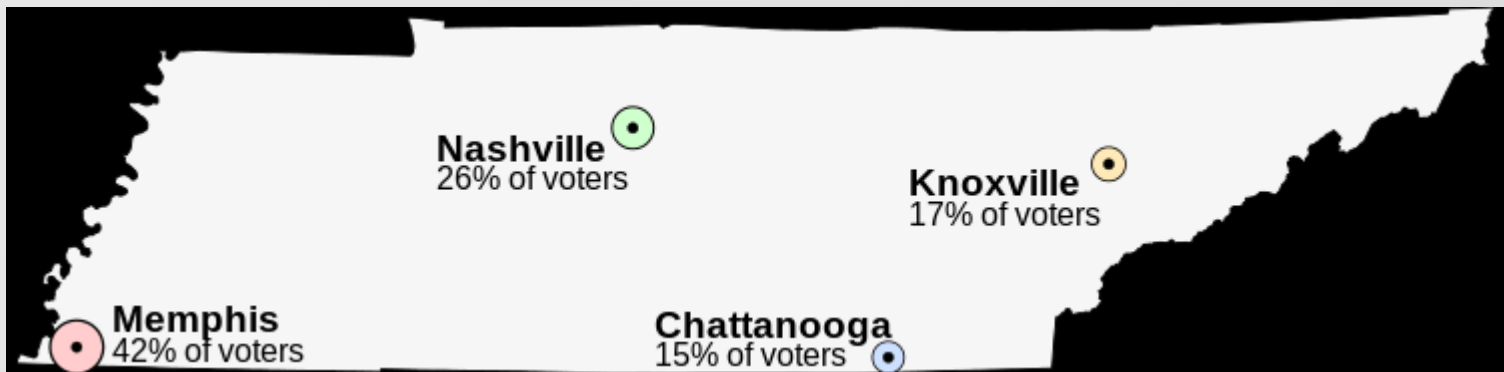 Nashville
26% of voters
Knoxville
17% of voters
Memphis
42% of voters
Chattanooga
15% of voters